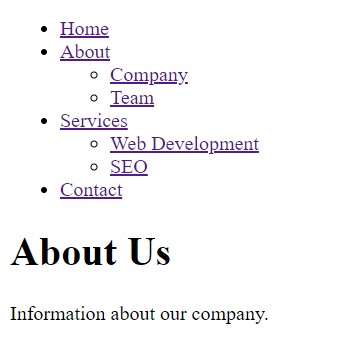 Home
About
Company
Team
Services
Web Development
SEO
Contact
About Us
Information about our company.